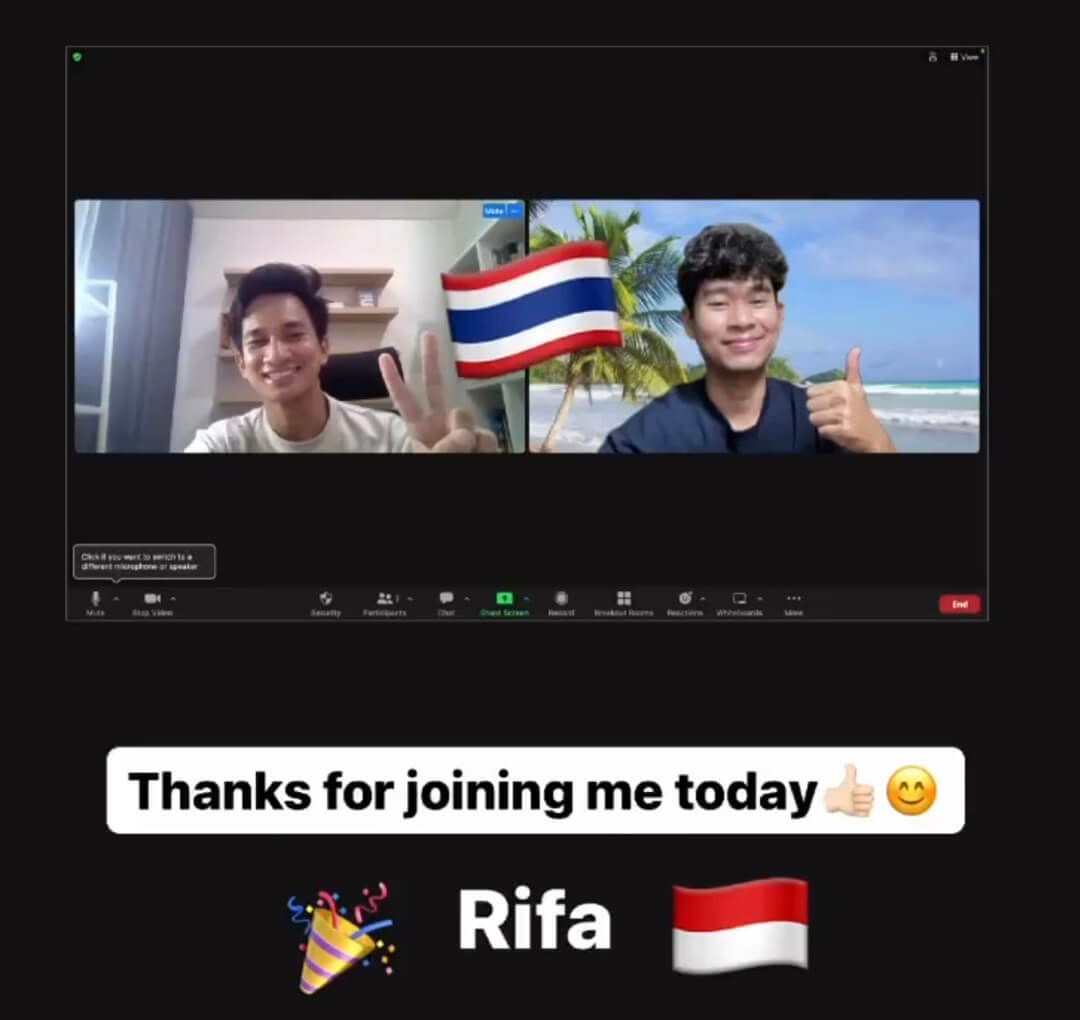 View
Mute
Click if you want to switch to a
different microphone or speaker
Mute
Stop Video
Security
Participants
Chat
Share Screen
Record
Breakout Rooms
Reactions
Whiteboards
More
End
Thanks for joining me today👍🏻😊
🎉 Rifa 🇮🇩